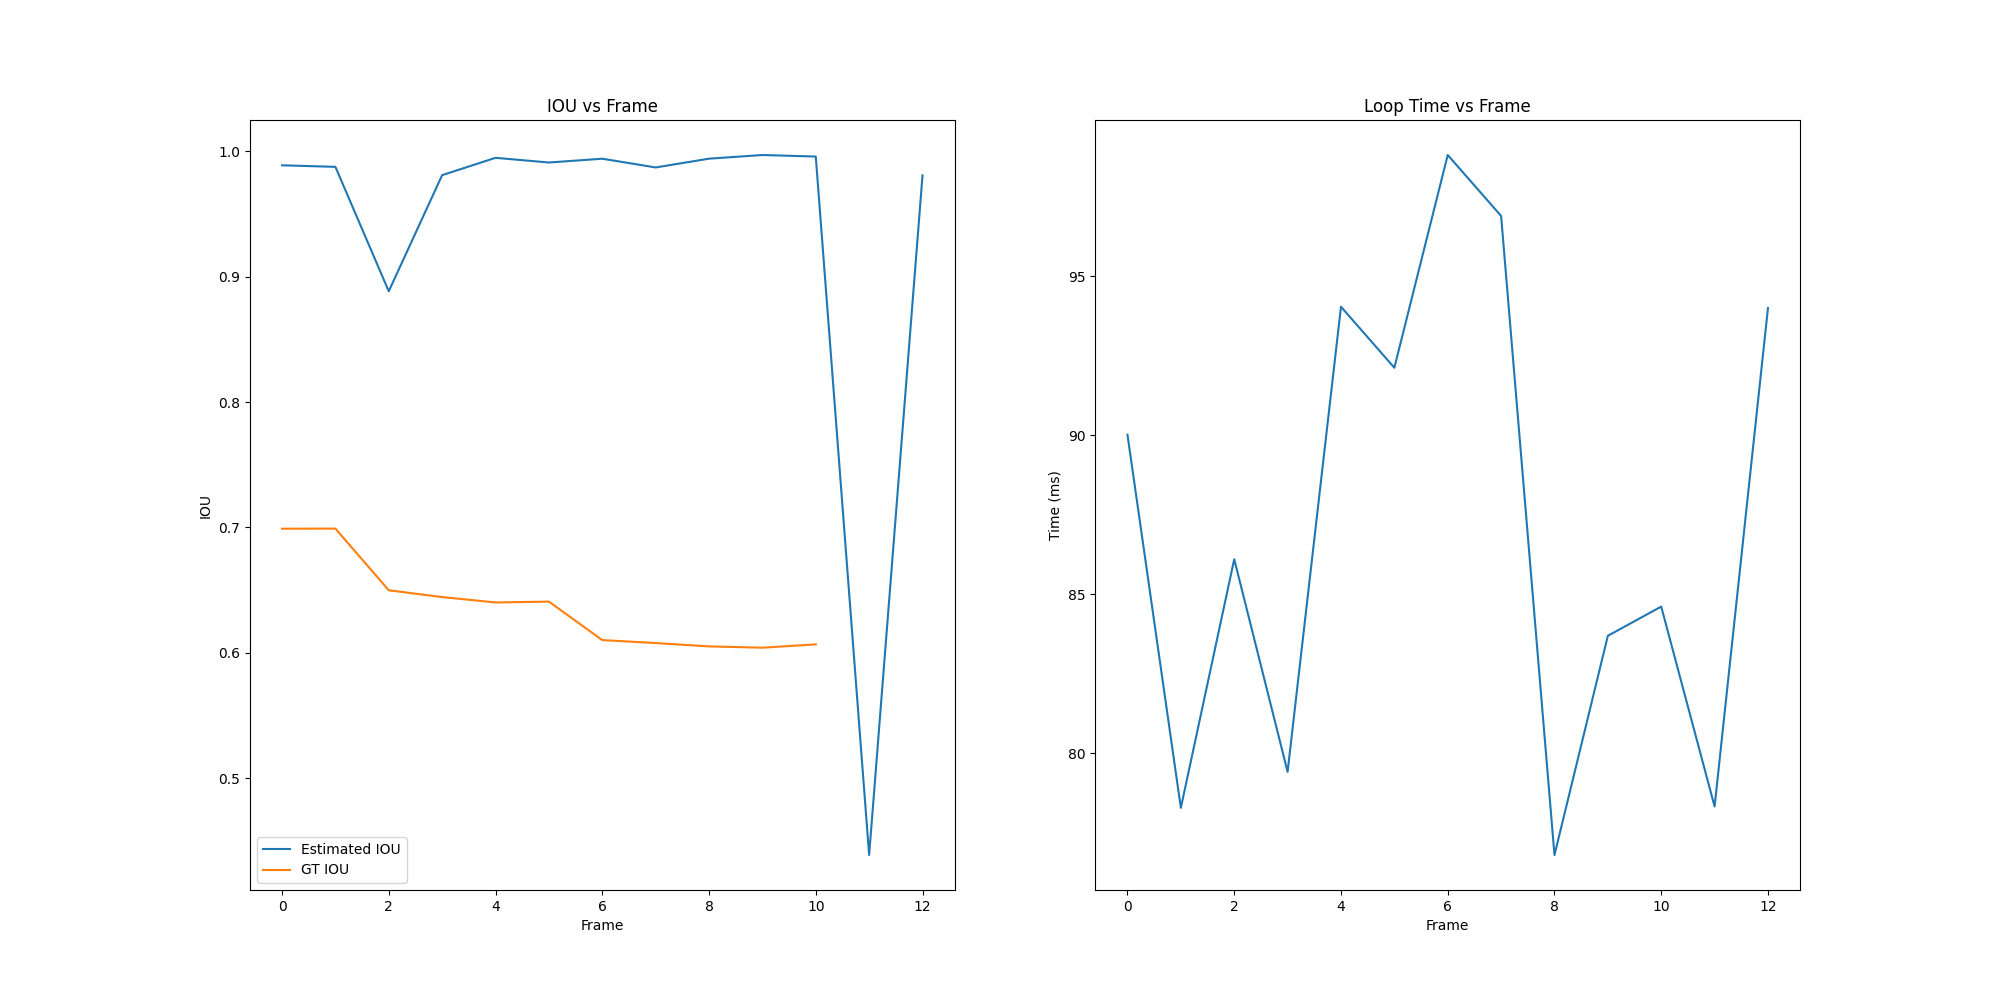 IOU vs Frame
1.0
0.9
0.8
0.7
0.6
0.5
IOU
Estimated IOU
GT IOU
0 2 4 6 8 10 12
Frame
Loop Time vs Frame
95
90
85
80
Time (ms)
0 2 4 6 8 10 12
Frame